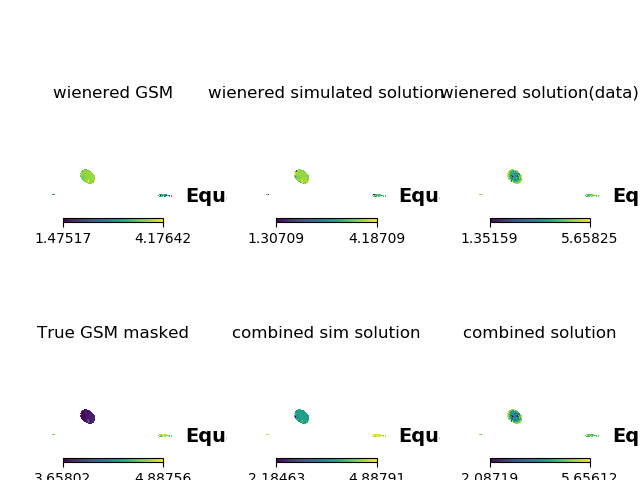 wienered GSM wienered simulated solution wienered solution(data)
Equ Equ Eq
1.47517 4.17642 1.30709 4.18709 1.35159 5.65825
True GSM masked combined sim solution combined solution
Equ Equ Eq
3.65802 4.88756 2.18463 4.88791 2.08719 5.65612